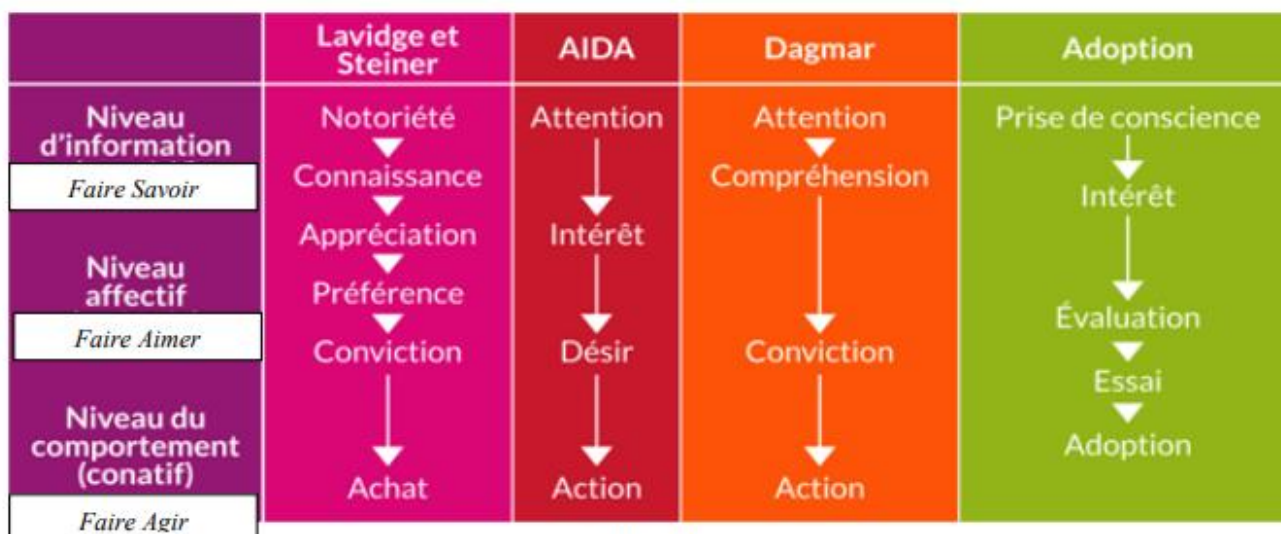 Lavidge et
Steiner
AIDA
Dagmar
Adoption
Niveau
d'information
Faire Savoir
Notoriété
Attention
Attention
Prise de conscience
Connaissance
Compréhension
Intérêt
Appréciation
Intérêt
Niveau
affectif
Faire Aimer
Préférence
Évaluation
Conviction
Désir
Conviction
Essai
Niveau du
comportement
(conatif)
Faire Agir
Adoption
Achat
Action
Action